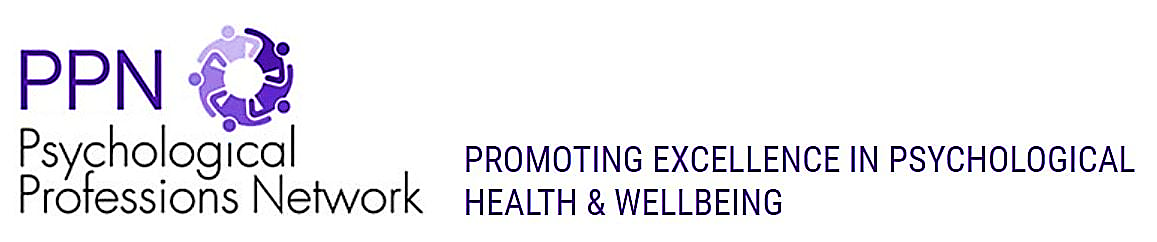 PPN
Psychological
Professions Network
PROMOTING EXCELLENCE IN PSYCHOLOGICAL
HEALTH & WELLBEING